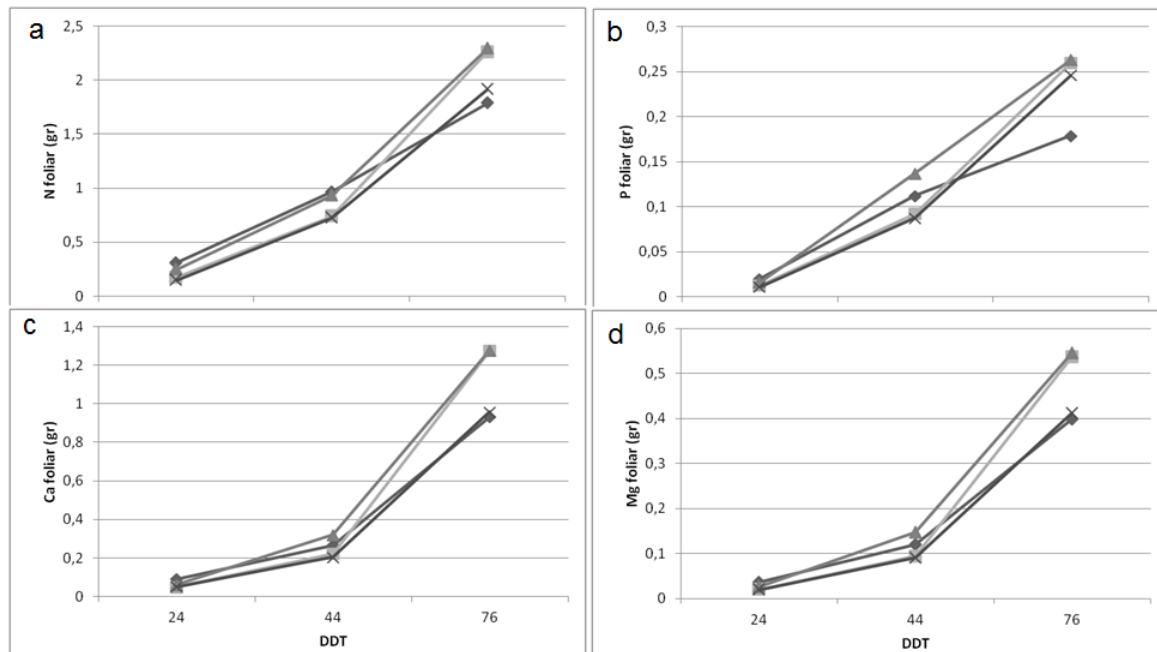 a
2,5
2
1,5
1
0,5
0
N foliar (gr)
b
0,3
0,25
0,2
0,15
0,1
0,05
0
P foliar (gr)
c
1,4
1,2
1
0,8
0,6
0,4
0,2
0
Ca foliar (gr)
24 44 76
DDT
d
0,6
0,5
0,4
0,3
0,2
0,1
0
Mg foliar (gr)
24 44 76
DDT